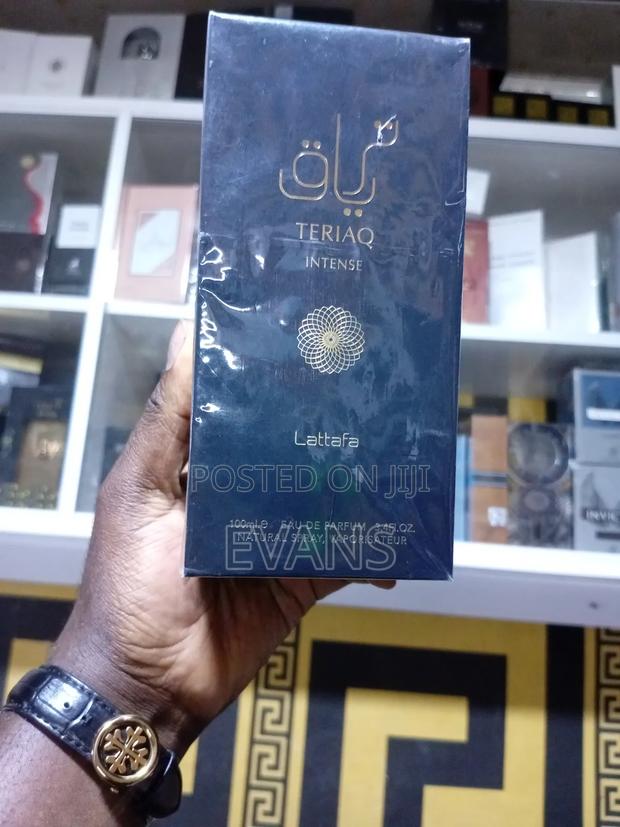 ترياق
TERIAQ
INTENSE
Lattafa
POSTED ON JIJI
100ml℮ EAU DE PARFUM 3.4FL.OZ.
NATURAL SPRAY, VAPORISATEUR
EVANS